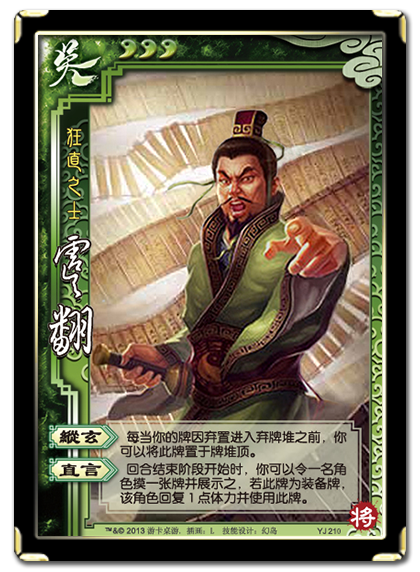 吴
狂直之士
虞翻
縱玄 每当你的牌因弃置进入弃牌堆之前，你
可以将此牌置于牌堆顶。
直言 回合结束阶段开始时，你可以令一名角
色摸一张牌并展示之，若此牌为装备牌，
该角色回复1点体力并使用此牌。
™&© 2013 游卡桌游，插画：L 技能设计：幻岛 YJ 210
将